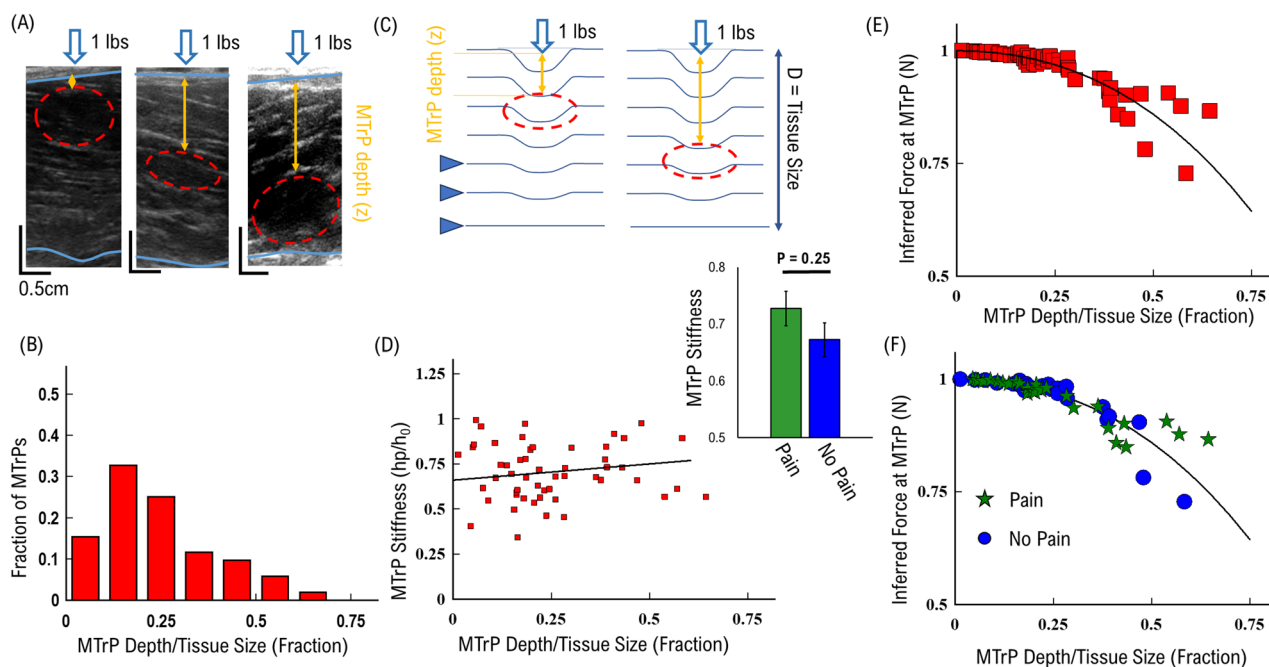 (A)
1 lbs
1 lbs
1 lbs
MTrP depth (z)
0.5cm
(B)
Fraction of MTrPs
0.5
0.4
0.3
0.2
0.1
0
0
0.25
0.5
0.75
MTrP Depth/Tissue Size (Fraction)
(C)
1 lbs
1 lbs
MTrP depth (z)
D = Tissue Size
(D)
MTrP Stiffness (hp/h0)
1.25
1
0.75
0.5
0.25
0
0
0.25
0.5
0.75
MTrP Depth/Tissue Size (Fraction)
P = 0.25
MTrP Stiffness
0.8
0.7
0.6
0.5
Pain
No Pain
(E)
Inferred Force at MTrP (N)
1
0.75
0.5
0
0.25
0.5
0.75
MTrP Depth/Tissue Size (Fraction)
(F)
Inferred Force at MTrP (N)
1
0.75
0.5
Pain
No Pain
0
0.25
0.5
0.75
MTrP Depth/Tissue Size (Fraction)